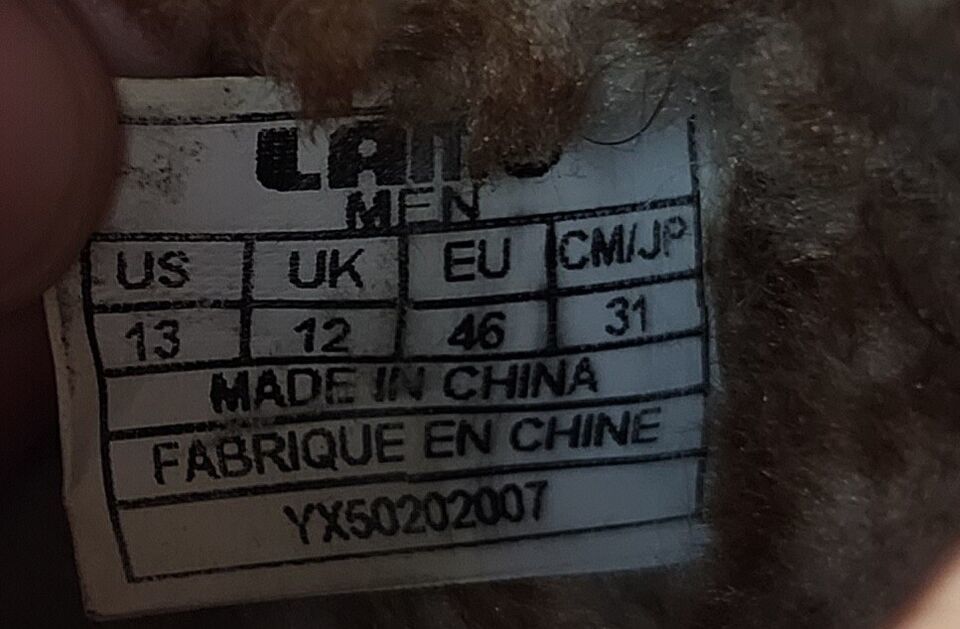 MEN
US UK EU CM/JP
13 12 46 31
MADE IN CHINA
FABRIQUE EN CHINE
YX50202007